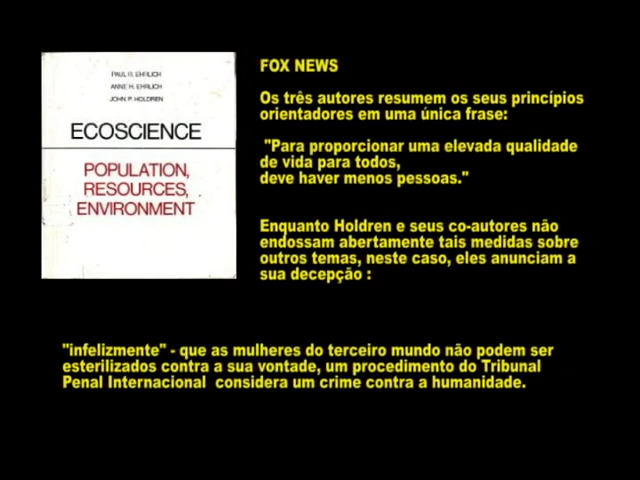 PAUL R. EHRLICH
ANNE H. EHRLICH
JOHN P. HOLDREN
ECOSCIENCE
POPULATION,
RESOURCES,
ENVIRONMENT
FOX NEWS
Os três autores resumem os seus princípios
orientadores em uma única frase:
"Para proporcionar uma elevada qualidade
de vida para todos,
deve haver menos pessoas."
Enquanto Holdren e seus co-autores não
endossam abertamente tais medidas sobre
outros temas, neste caso, eles anunciam a
sua decepção :
"infelizmente" - que as mulheres do terceiro mundo não podem ser
esterilizados contra a sua vontade, um procedimento do Tribunal
Penal Internacional considera um crime contra a humanidade.